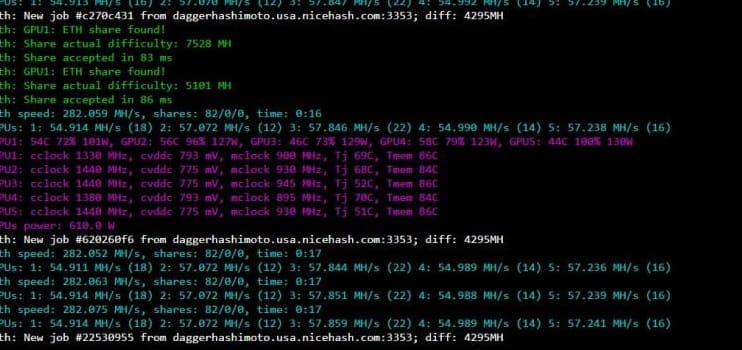 PUs: 1: 54.913 MH/s (18) 2: 57.070 MH/s (12) 3: 57.847 MH/s (22) 4: 54.992 MH/s (14) 5: 57.239 MH/s (16)
th: New job #c270c431 from daggerhashimoto.usa.nicehash.com:3353; diff: 4295MH
th: GPU1: ETH share found!
th: Share actual difficulty: 7528 MH
th: Share accepted in 83 ms
th: GPU1: ETH share found!
th: Share actual difficulty: 5101 MH
th: Share accepted in 86 ms
th speed: 282.059 MH/s, shares: 82/0/0, time: 0:16
PUs: 1: 54.914 MH/s (18) 2: 57.072 MH/s (12) 3: 57.846 MH/s (22) 4: 54.990 MH/s (14) 5: 57.238 MH/s (16)
PU1: 54C 72% 101W, GPU2: 56C 96% 127W, GPU3: 46C 73% 129W, GPU4: 58C 79% 123W, GPU5: 44C 100% 130W
PU1: cclock 1330 MHz, cvddc 793 mV, mclock 900 MHz, Tj 69C, Tmem 86C
PU2: cclock 1440 MHz, cvddc 775 mV, mclock 930 MHz, Tj 68C, Tmem 84C
PU3: cclock 1440 MHz, cvddc 775 mV, mclock 945 MHz, Tj 52C, Tmem 86C
PU4: cclock 1380 MHz, cvddc 793 mV, mclock 895 MHz, Tj 70C, Tmem 84C
PU5: cclock 1440 MHz, cvddc 775 mV, mclock 930 MHz, Tj 51C, Tmem 86C
PUs power: 610.0 W
th: New job #620260f6 from daggerhashimoto.usa.nicehash.com:3353; diff: 4295MH
th speed: 282.052 MH/s, shares: 82/0/0, time: 0:17
PUs: 1: 54.911 MH/s (18) 2: 57.072 MH/s (12) 3: 57.844 MH/s (22) 4: 54.989 MH/s (14) 5: 57.236 MH/s (16)
th speed: 282.063 MH/s, shares: 82/0/0, time: 0:17
PUs: 1: 54.914 MH/s (18) 2: 57.072 MH/s (12) 3: 57.851 MH/s (22) 4: 54.988 MH/s (14) 5: 57.239 MH/s (16)
th speed: 282.075 MH/s, shares: 82/0/0, time: 0:17
PUs: 1: 54.914 MH/s (18) 2: 57.072 MH/s (12) 3: 57.859 MH/s (22) 4: 54.989 MH/s (14) 5: 57.241 MH/s (16)
th: New job #22530955 from daggerhashimoto.usa.nicehash.com:3353; diff: 4295MH